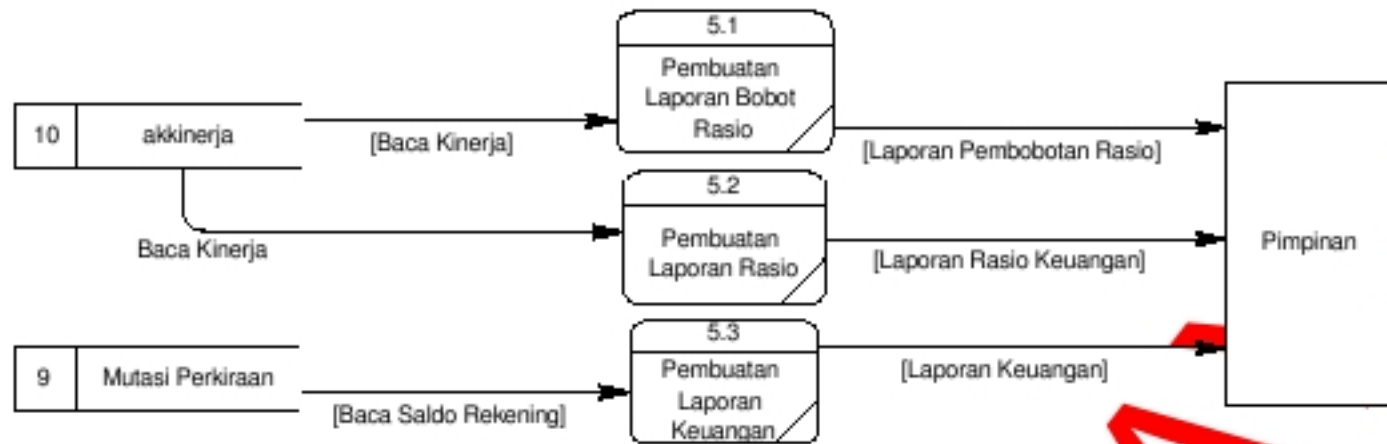 5.1
Pembuatan
Laporan Bobot
Rasio
10
akkinerja
[Baca Kinerja]
[Laporan Pembobotan Rasio]
5.2
Pembuatan
Laporan Rasio
Baca Kinerja
[Laporan Rasio Keuangan]
Pimpinan
5.3
Pembuatan
Laporan
Keuangan
9
Mutasi Perkiraan
[Baca Saldo Rekening]
[Laporan Keuangan]